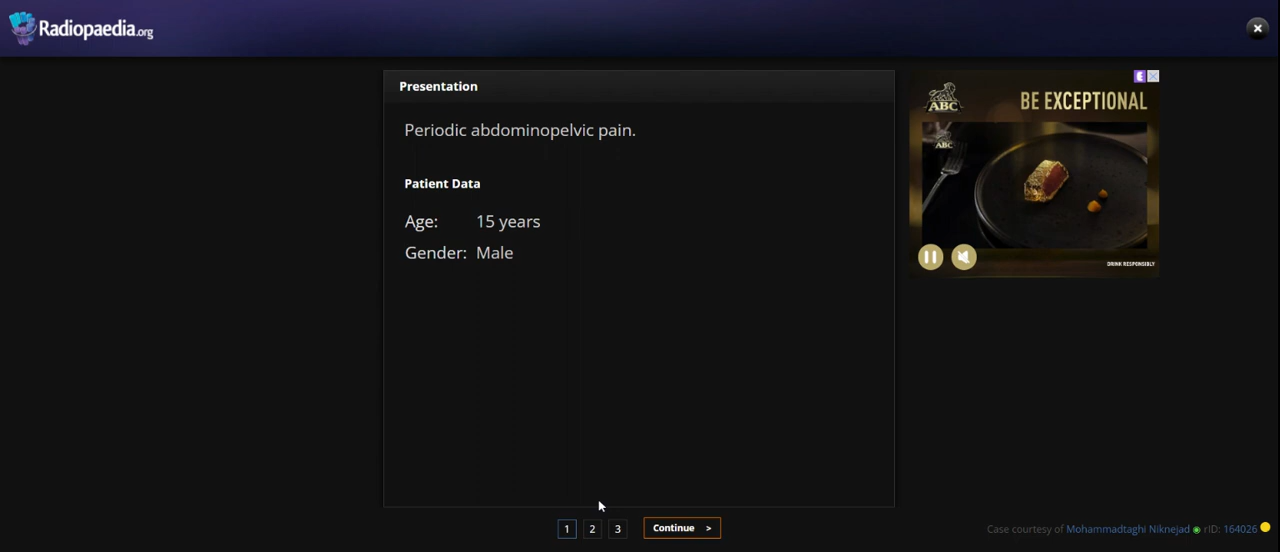 Radiopaedia.org
Presentation
Periodic abdominopelvic pain.
Patient Data
Age: 15 years
Gender: Male
ABC
BE EXCEPTIONAL
ABC
DRINK RESPONSIBLY
1 2 3 Continue >
Case courtesy of Mohammadtaghi Niknejad rID: 164026